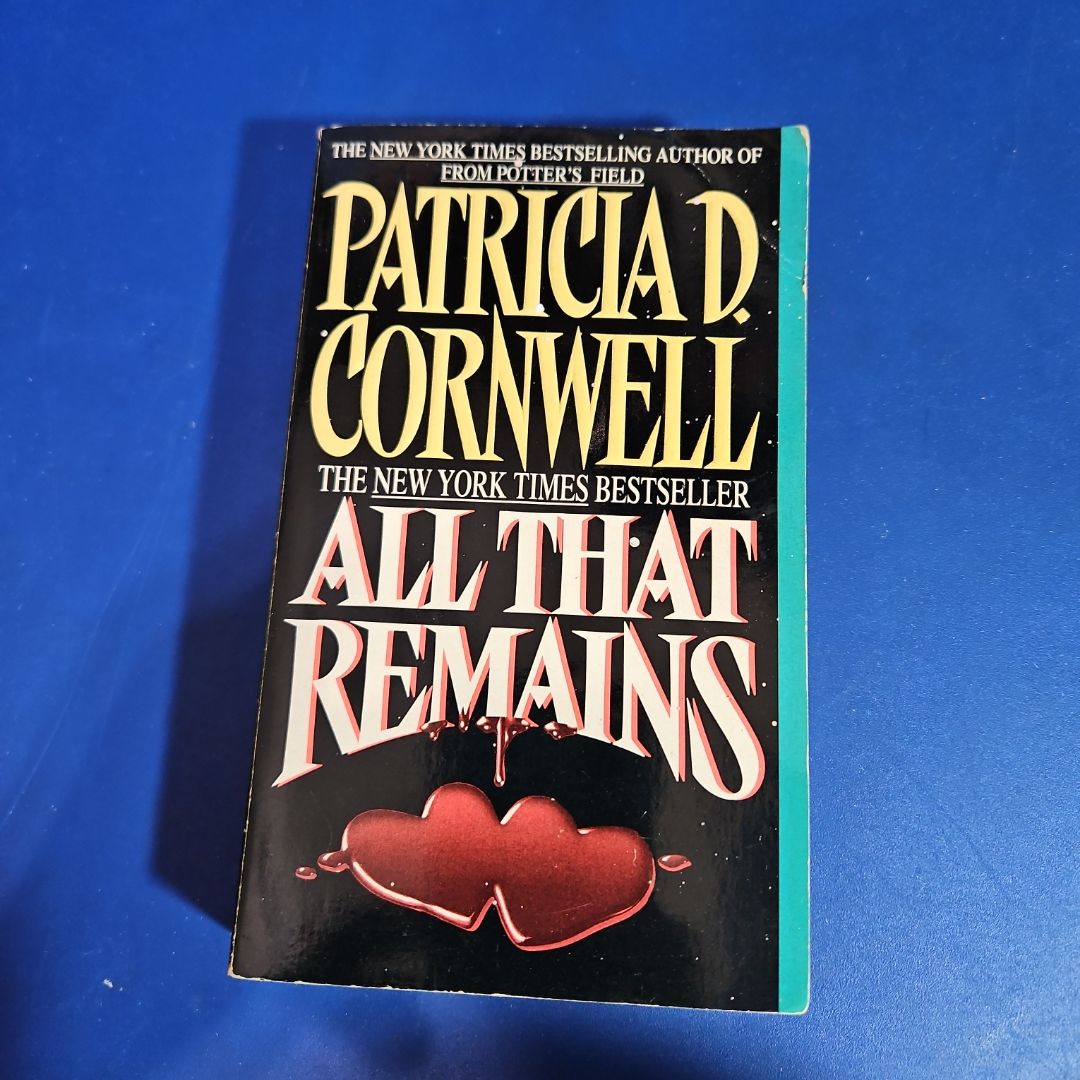 THE NEW YORK TIMES BESTSELLING AUTHOR OF
FROM POTTER'S FIELD
PATRICIA D.
CORNWELL
THE NEW YORK TIMES BESTSELLER
ALL THAT
REMAINS